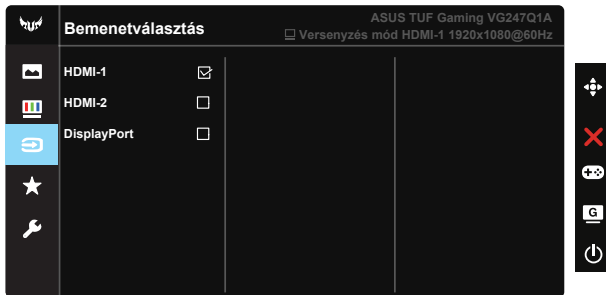 Bemenetválasztás
ASUS TUF Gaming VG247Q1A
Versenyzés mód HDMI-1 1920x1080@60Hz
HDMI-1
HDMI-2
DisplayPort
G